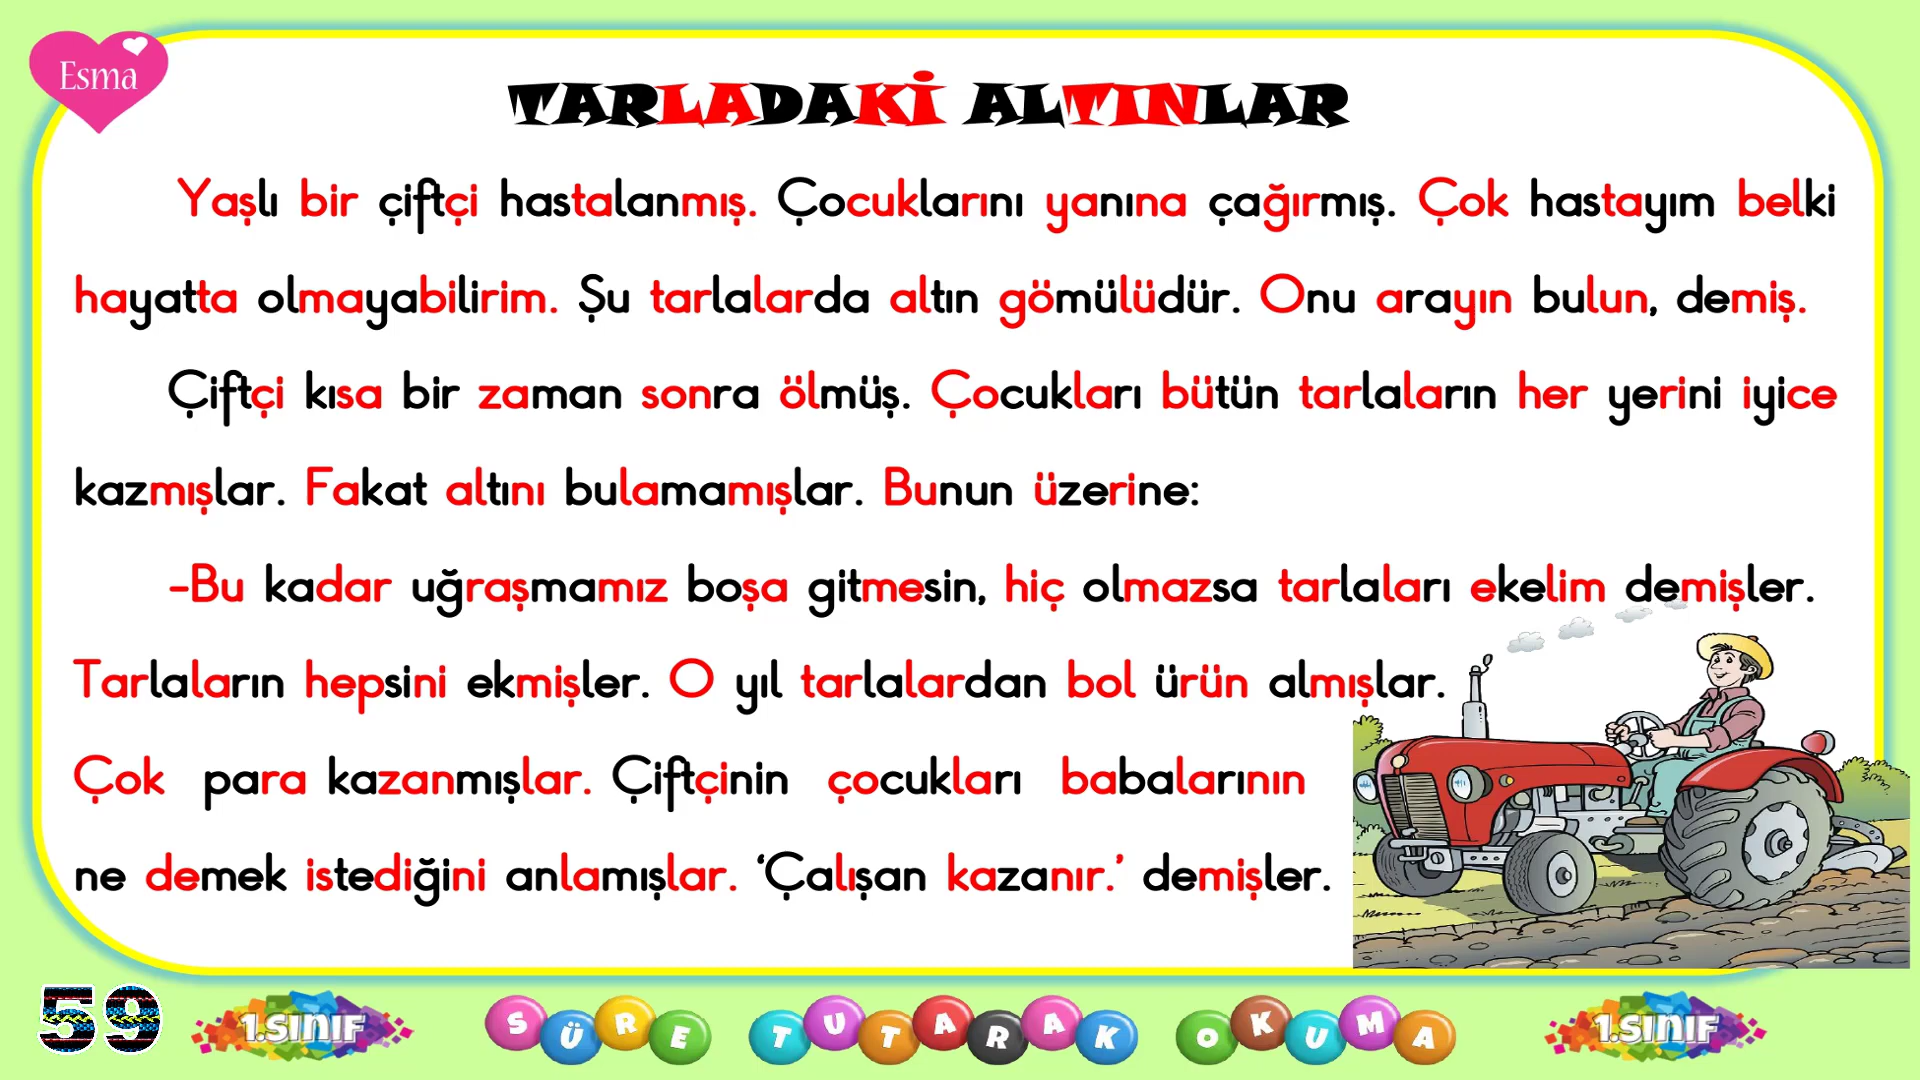 Esma
TARLADAKİ ALTINLAR
Yaşlı bir çiftçi hastalanmış. Çocuklarını yanına çağırmış. Çok hastayım belki
hayatta olmayabilirim. Şu tarlalarda altın gömülüdür. Onu arayın bulun, demiş.
Çiftçi kısa bir zaman sonra ölmüş. Çocukları bütün tarlaların her yerini iyice
kazmışlar. Fakat altını bulamamışlar. Bunun üzerine:
-Bu kadar uğraşmamız boşa gitmesin, hiç olmazsa tarlaları ekelim demişler.
Tarlaların hepsini ekmişler. O yıl tarlalardan bol ürün almışlar.
Çok para kazanmışlar. Çiftçinin çocukları babalarının
ne demek istediğini anlamışlar. ‘Çalışan kazanır.’ demişler.
59 1.SINIF SÜRE TUTARAK OKUMA 1.SINIF